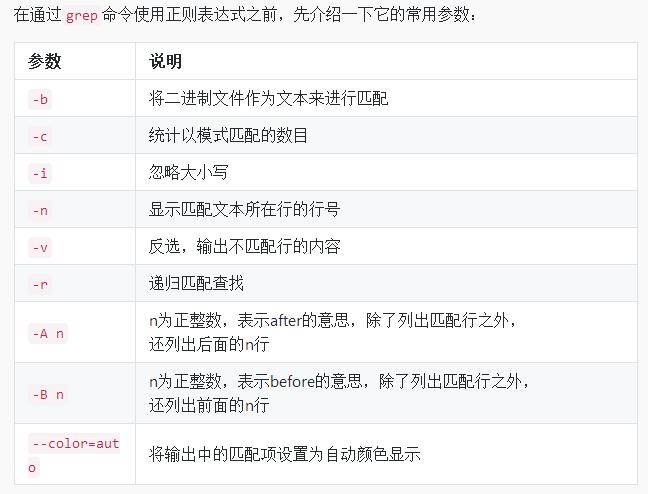 在通过 grep 命令使用正则表达式之前，先介绍一下它的常用参数：
参数 说明
-b 将二进制文件作为文本来进行匹配
-c 统计以模式匹配的数目
-i 忽略大小写
-n 显示匹配文本所在行的行号
-v 反选，输出不匹配行的内容
-r 递归匹配查找
-A n n为正整数，表示after的意思，除了列出匹配行之外，
还列出后面的n行
-B n n为正整数，表示before的意思，除了列出匹配行之外，
还列出前面的n行
--color=aut
o 将输出中的匹配项设置为自动颜色显示